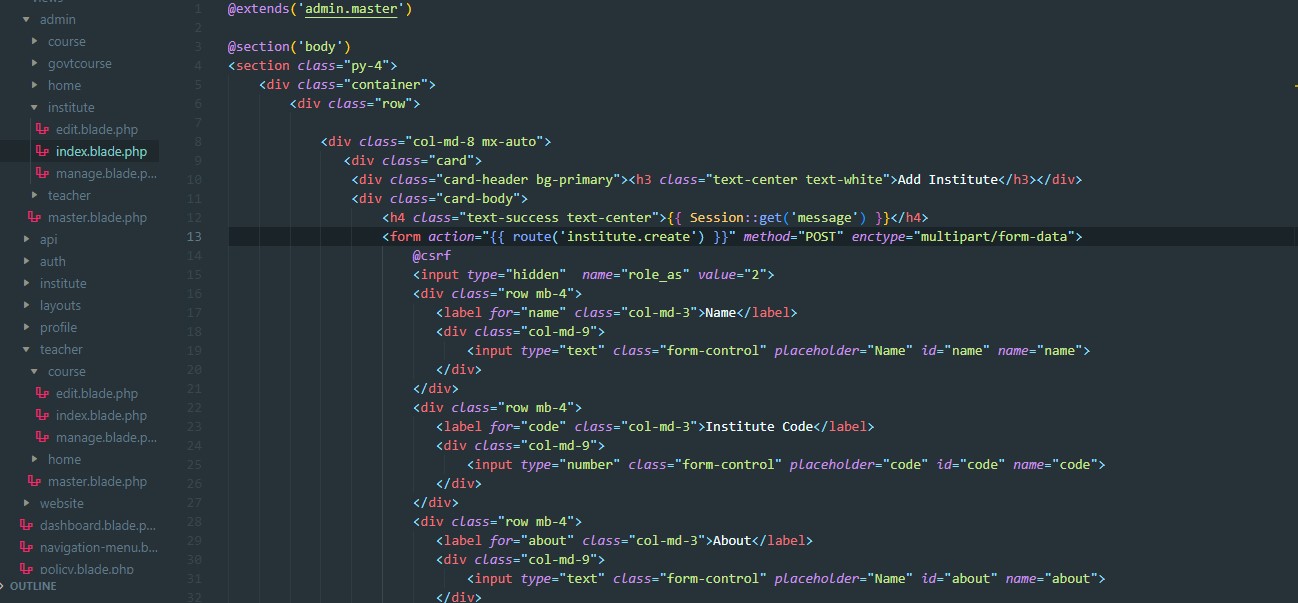 views
admin
course
govtcourse
home
institute
edit.blade.php
index.blade.php
manage.blade.p...
teacher
master.blade.php
api
auth
institute
layouts
profile
teacher
course
edit.blade.php
index.blade.php
manage.blade.p...
home
master.blade.php
website
dashboard.blade.p...
navigation-menu.b...
policy.blade.php
OUTLINE
1 @extends('admin.master')
2
3 @section('body')
4 <section class="py-4">
5 <div class="container">
6 <div class="row">
7
8 <div class="col-md-8 mx-auto">
9 <div class="card">
10 <div class="card-header bg-primary"><h3 class="text-center text-white">Add Institute</h3></div>
11 <div class="card-body">
12 <h4 class="text-success text-center">{{ Session::get('message') }}</h4>
13 <form action="{{ route('institute.create') }}" method="POST" enctype="multipart/form-data">
14 @csrf
15 <input type="hidden"  name="role_as" value="2">
16 <div class="row mb-4">
17 <label for="name" class="col-md-3">Name</label>
18 <div class="col-md-9">
19 <input type="text" class="form-control" placeholder="Name" id="name" name="name">
20 </div>
21 </div>
22 <div class="row mb-4">
23 <label for="code" class="col-md-3">Institute Code</label>
24 <div class="col-md-9">
25 <input type="number" class="form-control" placeholder="code" id="code" name="code">
26 </div>
27 </div>
28 <div class="row mb-4">
29 <label for="about" class="col-md-3">About</label>
30 <div class="col-md-9">
31 <input type="text" class="form-control" placeholder="Name" id="about" name="about">
32 </div>